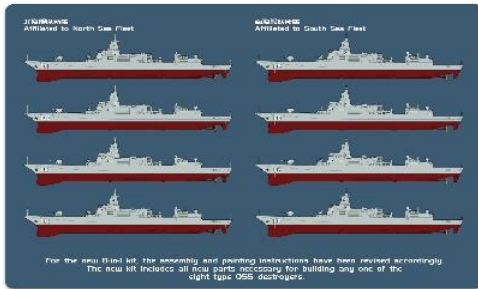 Affiliated to North Sea Fleet
Affiliated to South Sea Fleet
For the new 8-in-1 kit, the assembly and painting instructions have been revised accordingly.
The new kit includes all new parts necessary for building any one of the
eight type 055 destroyers.